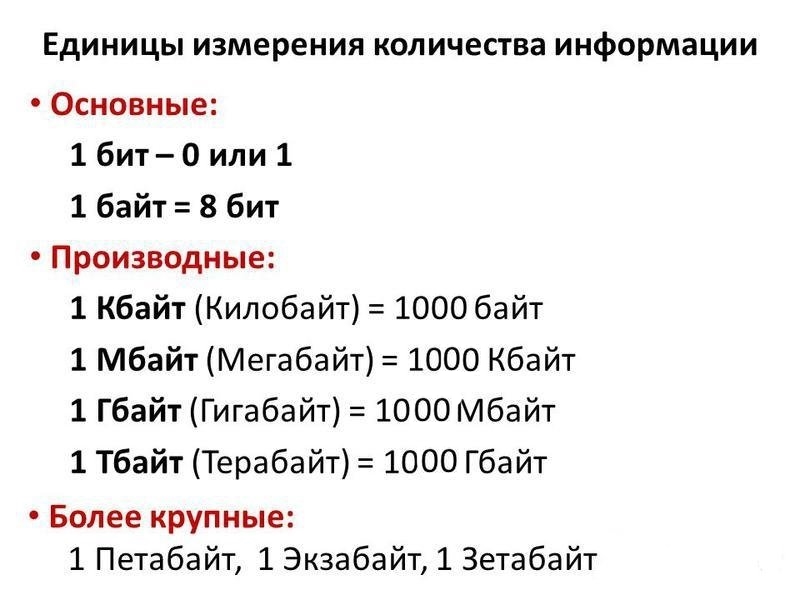 Единицы измерения количества информации
• Основные:
1 бит – 0 или 1
1 байт = 8 бит
• Производные:
1 Кбайт (Килобайт) = 1000 байт
1 Мбайт (Мегабайт) = 1000 Кбайт
1 Гбайт (Гигабайт) = 1000 Мбайт
1 Тбайт (Терабайт) = 1000 Гбайт
• Более крупные:
1 Петабайт, 1 Экзабайт, 1 Зетабайт